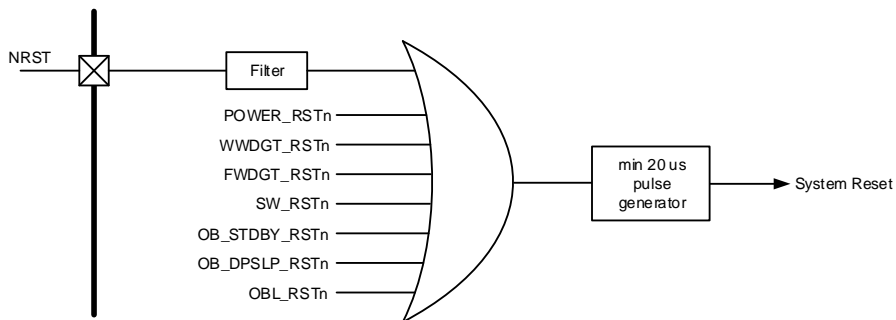 NRST
Filter
POWER_RSTn
WWDGT_RSTn
FWDGT_RSTn
SW_RSTn
OB_STDBY_RSTn
OB_DPSLP_RSTn
OBL_RSTn
min 20 us
pulse
generator
System Reset